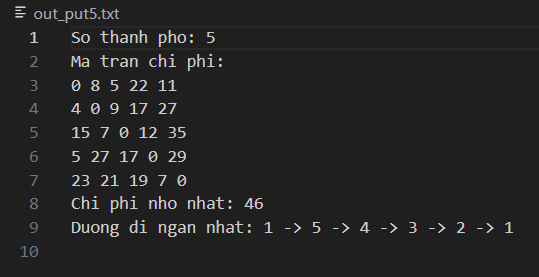 out_put5.txt
1 So thanh pho: 5
2 Ma tran chi phi:
3 0 8 5 22 11
4 4 0 9 17 27
5 15 7 0 12 35
6 5 27 17 0 29
7 23 21 19 7 0
8 Chi phi nho nhat: 46
9 Duong di ngan nhat: 1 -> 5 -> 4 -> 3 -> 2 -> 1
10